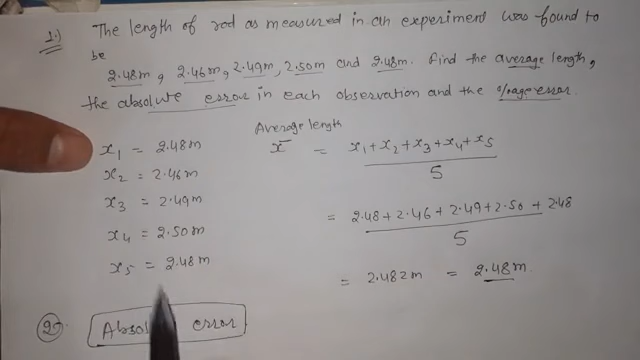 1.) The length of rod as measured in an experiment was found to
be
2.48m, 2.46m, 2.49m, 2.50m and 2.48m. Find the average length,
the absolute error in each observation and the %age error.
Average length
x₁ = 2.48m x̄ = x₁+x₂+x₃+x₄+x₅ / 5
x₂ = 2.46m
x₃ = 2.49m = 2.48+2.46+2.49+2.50+2.48 / 5
x₄ = 2.50m
x₅ = 2.48m = 2.482m = 2.48m
2. error